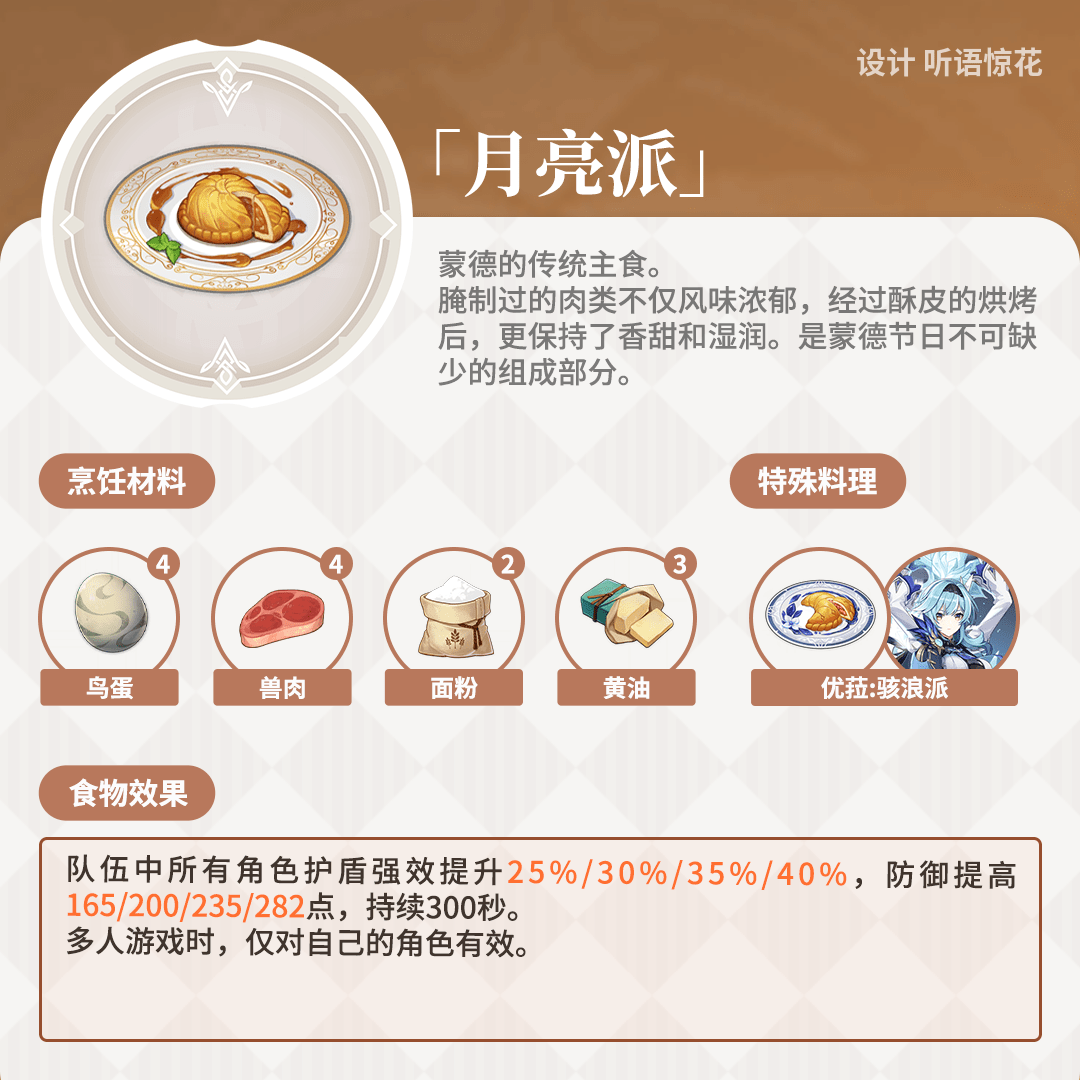 设计 听语惊花
「月亮派」
蒙德的传统主食。
腌制过的肉类不仅风味浓郁，经过酥皮的烘烤
后，更保持了香甜和湿润。是蒙德节日不可缺
少的组成部分。
烹饪材料
特殊料理
4
4
2
3
鸟蛋
兽肉
面粉
黄油
优菈:骇浪派
食物效果
队伍中所有角色护盾强效提升25%/30%/35%/40%，防御提高
165/200/235/282点，持续300秒。
多人游戏时，仅对自己的角色有效。